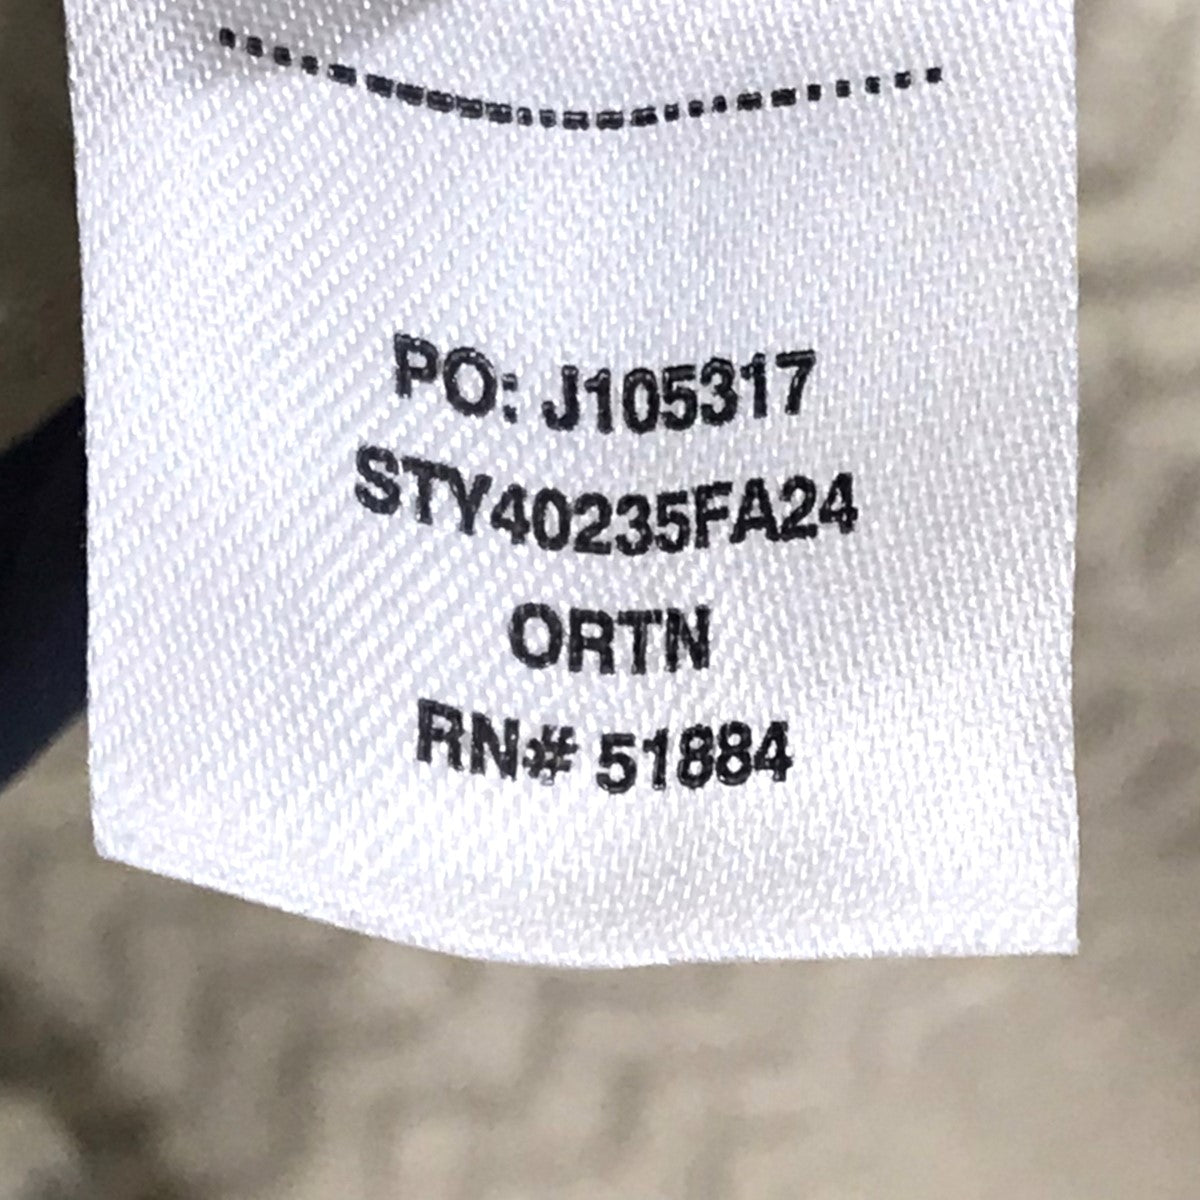 PO: J105317
STY40235FA24
ORTN
RN# 51884